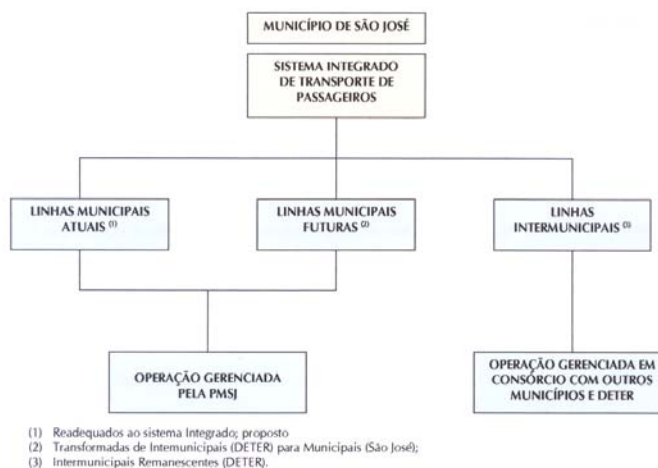 MUNICÍPIO DE SÃO JOSÉ
SISTEMA INTEGRADO
DE TRANSPORTE DE
PASSAGEIROS
LINHAS MUNICIPAIS
ATUAIS (1)
LINHAS MUNICIPAIS
FUTURAS (2)
LINHAS
INTERMUNICIPAIS (3)
OPERAÇÃO GERENCIADA
PELA PMSJ
OPERAÇÃO GERENCIADA EM
CONSÓRCIO COM OUTROS
MUNICÍPIOS E DETER
(1) Readequados ao sistema Integrado; proposto
(2) Transformadas de Intemunicipais (DETER) para Municipais (São José);
(3) Intermunicipais Remanescentes (DETER).